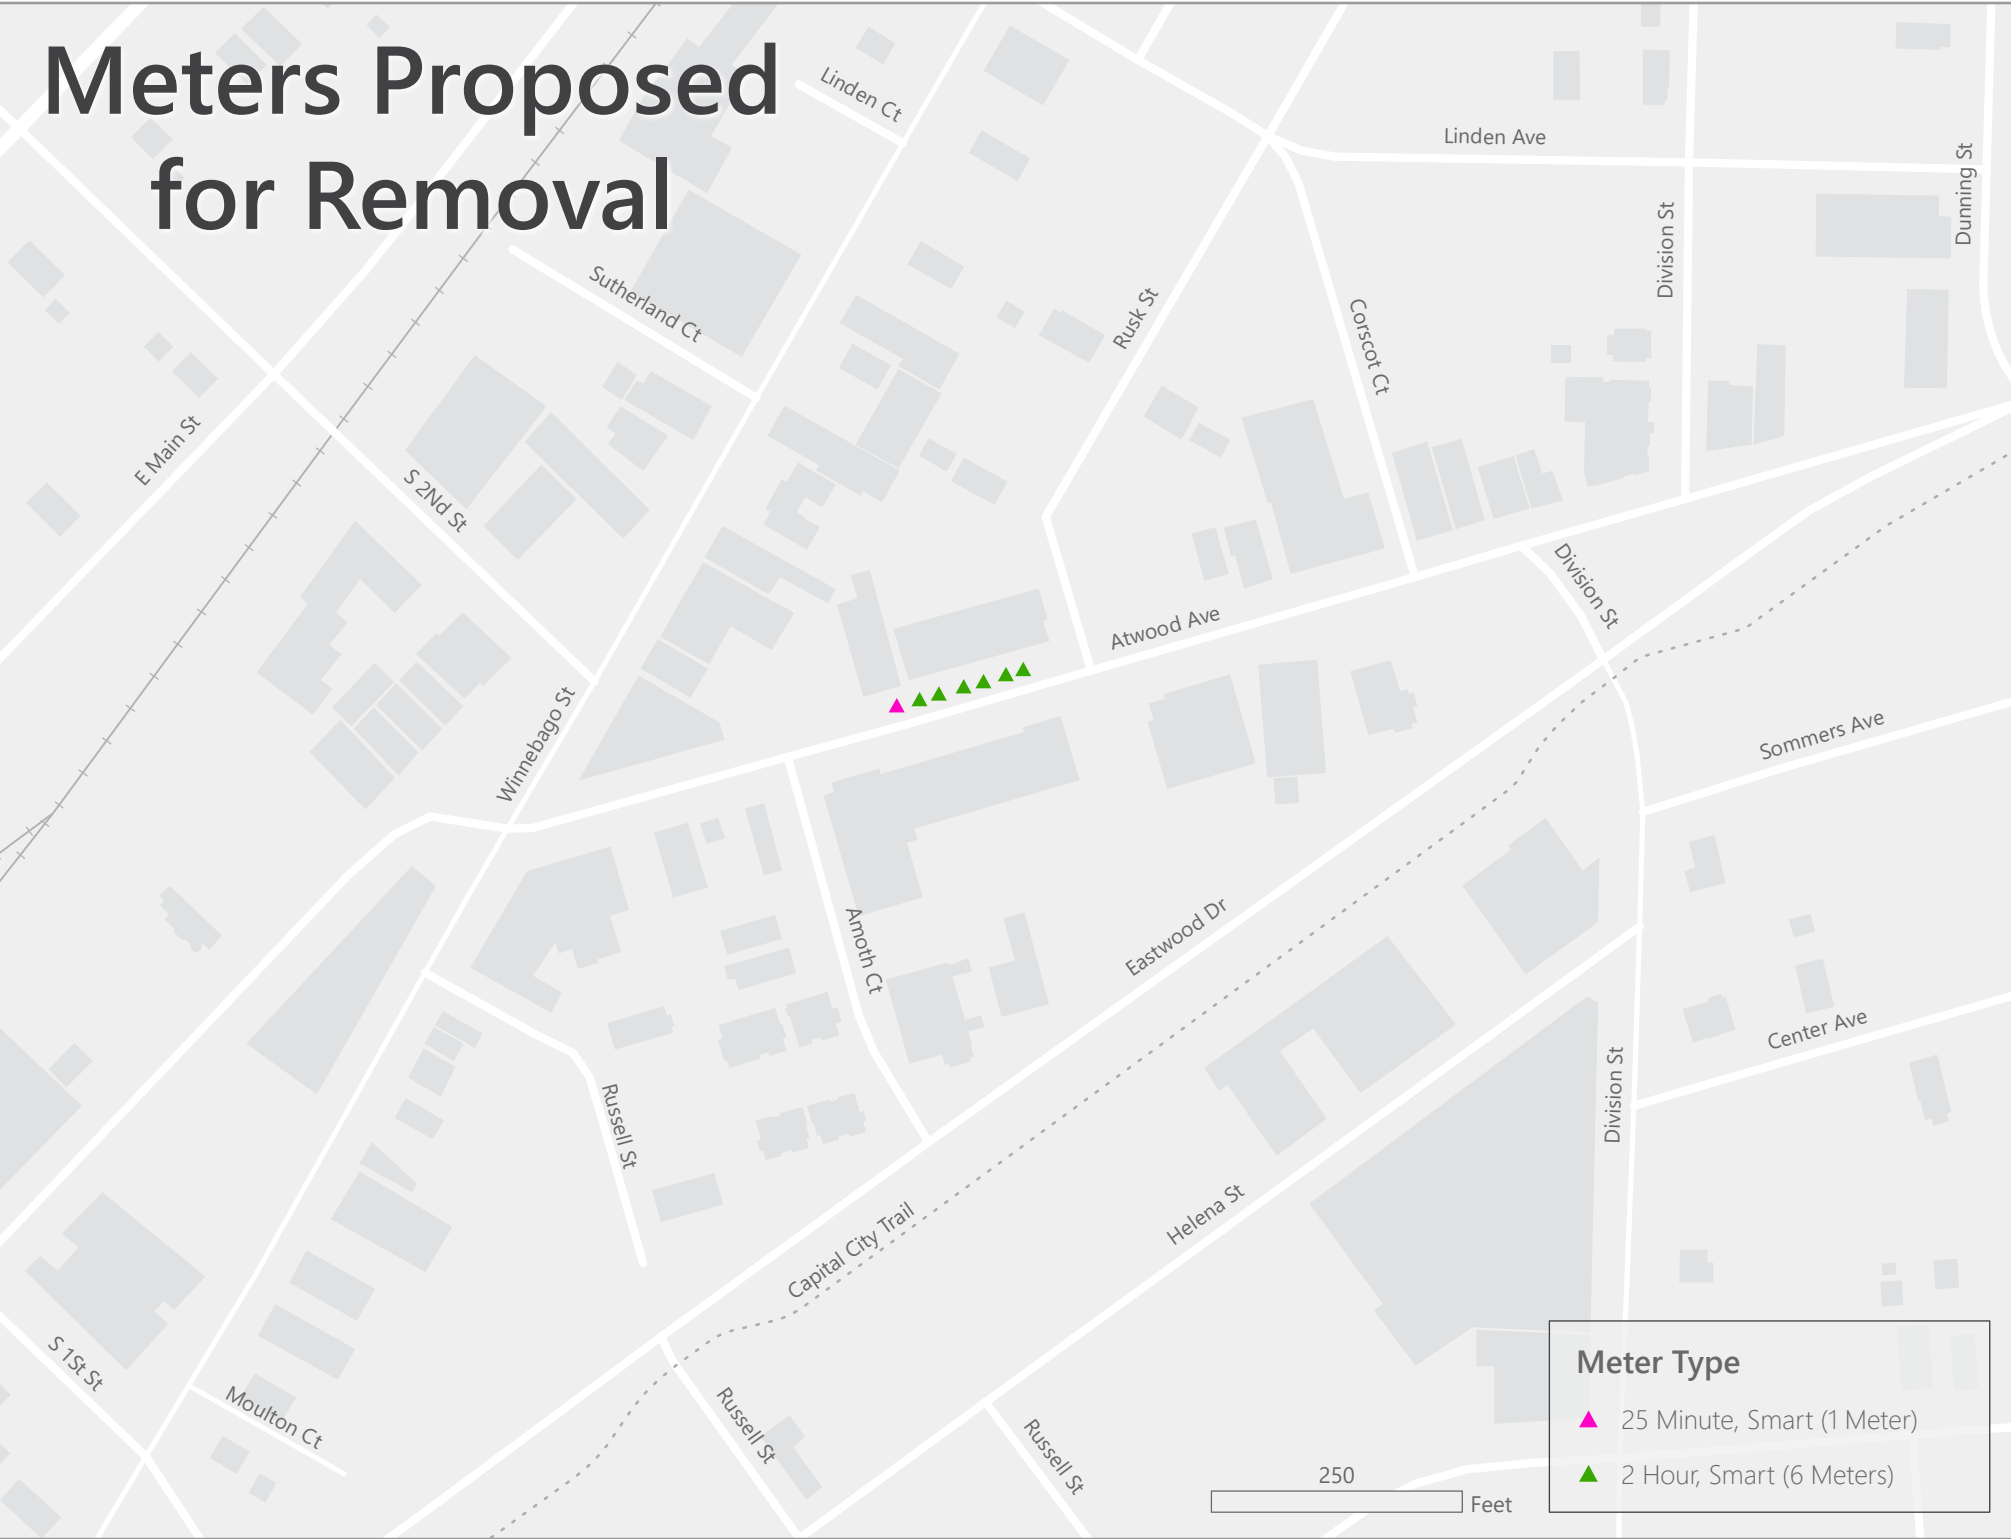 Meters Proposed
for Removal
Linden Ct
Linden Ave
Dunning St
Division St
Sutherland Ct
Rusk St
Corscot Ct
E Main St
S 2Nd St
Division St
Atwood Ave
Winnebago St
Sommers Ave
Amoth Ct
Eastwood Dr
Center Ave
Division St
Russell St
Capital City Trail
Helena St
S 1St St
Moulton Ct
Russell St
Russell St
250
Feet
Meter Type
25 Minute, Smart (1 Meter)
2 Hour, Smart (6 Meters)